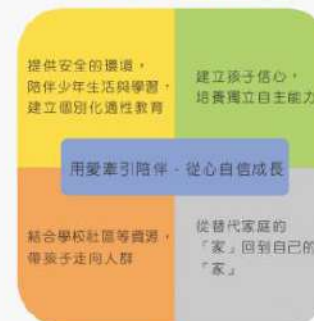 提供安全的環境，
陪伴少年生活與學習，
建立個別化適性教育
建立孩子信心，
培養獨立自主能力
用愛牽引陪伴 - 從心自信成長
結合學校社區等資源，
帶孩子走向人群
從替代家庭的
「家」回到自己的
「家」